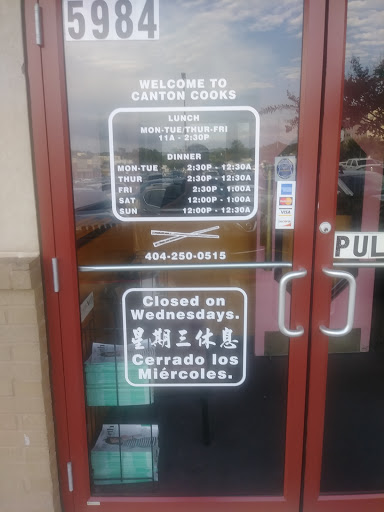 5984
WELCOME TO
CANTON COOKS
LUNCH
MON-TUE/THUR-FRI
11A - 2:30P
DINNER
MON-TUE 2:30P - 12:30A
THUR 2:30P - 12:30A
FRI 2:30P - 1:00A
SAT 12:00P - 1:00A
SUN 12:00P - 12:30A
404-250-0515
PUL
Closed on
Wednesdays.
星期三休息
Cerrado los
Miércoles.
VISA